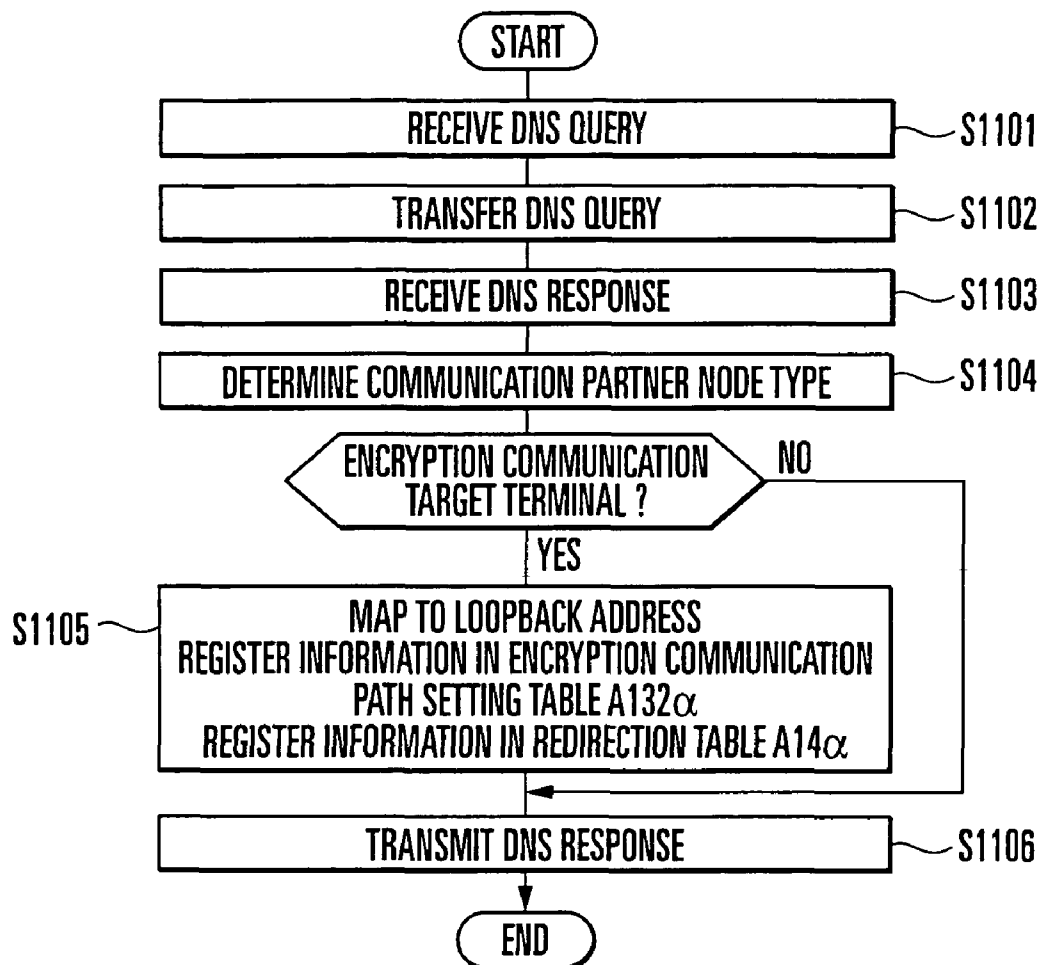 START
RECEIVE DNS QUERY
S1101
TRANSFER DNS QUERY
S1102
RECEIVE DNS RESPONSE
S1103
DETERMINE COMMUNICATION PARTNER NODE TYPE
S1104
ENCRYPTION COMMUNICATION
TARGET TERMINAL ?
NO
YES
S1105
MAP TO LOOPBACK ADDRESS
REGISTER INFORMATION IN ENCRYPTION COMMUNICATION
PATH SETTING TABLE A132α
REGISTER INFORMATION IN REDIRECTION TABLE A14α
TRANSMIT DNS RESPONSE
S1106
END